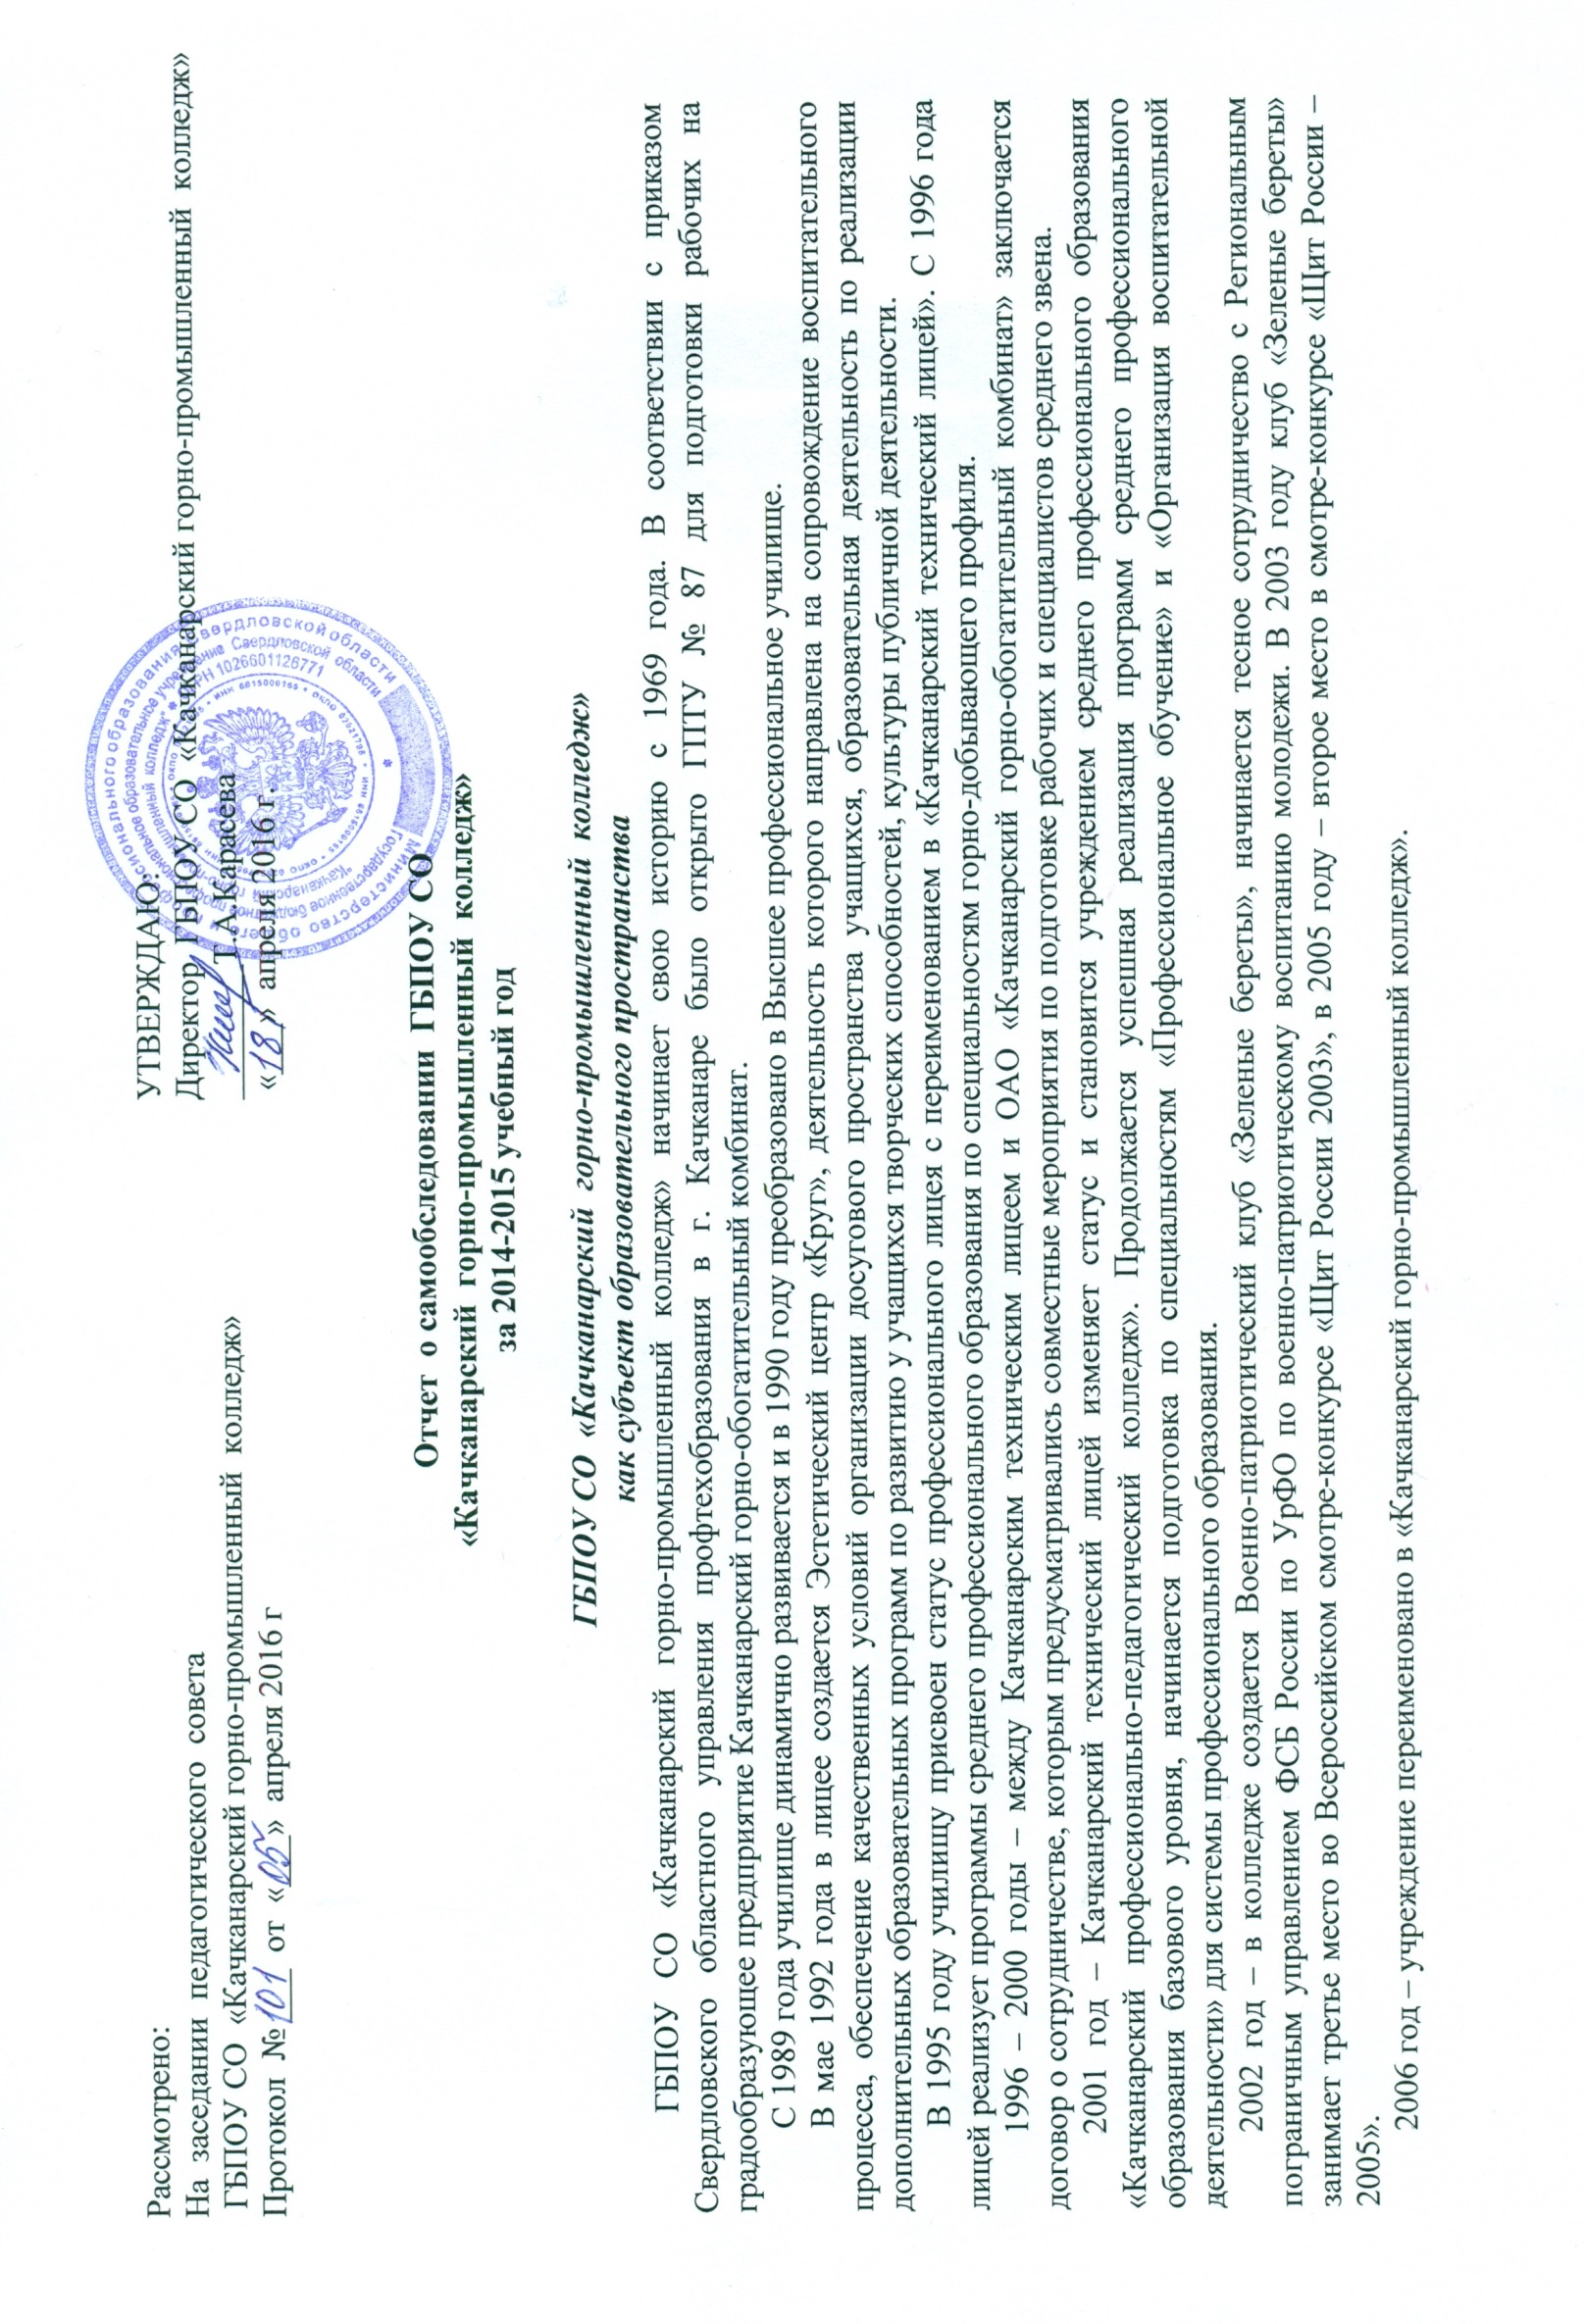 Рассмотрено:
На заседании педагогического совета
ГБПОУ СО «Качканарский горно-промышленный колледж»
Протокол № 101 от «05» апреля 2016 г
УТВЕРЖДАЮ:
Директор ГБПОУ СО «Качканарский горно-промышленный колледж»
Т.А.Карасева
«18» апреля 2016 г.
Отчет о самообследовании ГБПОУ СО
«Качканарский горно-промышленный колледж»
за 2014-2015 учебный год
ГБПОУ СО «Качканарский горно-промышленный колледж»
как субъект образовательного пространства
ГБПОУ СО «Качканарский горно-промышленный колледж» начинает свою историю с 1969 года. В соответствии с приказом
Свердловского областного управления профтехобразования в г. Качканаре было открыто ГПТУ № 87 для подготовки рабочих на
градообразующее предприятие Качканарский горно-обогатительный комбинат.
С 1989 года училище динамично развивается и в 1990 году преобразовано в Высшее профессиональное училище.
В мае 1992 года в лицее создается Эстетический центр «Круг», деятельность которого направлена на сопровождение воспитательного
процесса, обеспечение качественных условий организации досугового пространства учащихся, образовательная деятельность по реализации
дополнительных образовательных программ по развитию у учащихся творческих способностей, культуры публичной деятельности.
В 1995 году училищу присвоен статус профессионального лицея с переименованием в «Качканарский технический лицей». С 1996 года
лицей реализует программы среднего профессионального образования по специальностям горно-добывающего профиля.
1996 – 2000 годы – между Качканарским техническим лицеем и ОАО «Качканарский горно-обогатительный комбинат» заключается
договор о сотрудничестве, которым предусматривались совместные мероприятия по подготовке рабочих и специалистов среднего звена.
2001 год – Качканарский технический лицей изменяет статус и становится учреждением среднего профессионального образования
«Качканарский профессионально-педагогический колледж». Продолжается успешная реализация программ среднего профессионального
образования базового уровня, начинается подготовка по специальностям «Профессиональное обучение» и «Организация воспитательной
деятельности» для системы профессионального образования.
2002 год – в колледже создается Военно-патриотический клуб «Зеленые береты», начинается тесное сотрудничество с Региональным
пограничным управлением ФСБ России по УрФО по военно-патриотическому воспитанию молодежи. В 2003 году клуб «Зеленые береты»
занимает третье место во Всероссийском смотре-конкурсе «Щит России 2003», в 2005 году – второе место в смотре-конкурсе «Щит России –
2005».
2006 год – учреждение переименовано в «Качканарский горно-промышленный колледж».